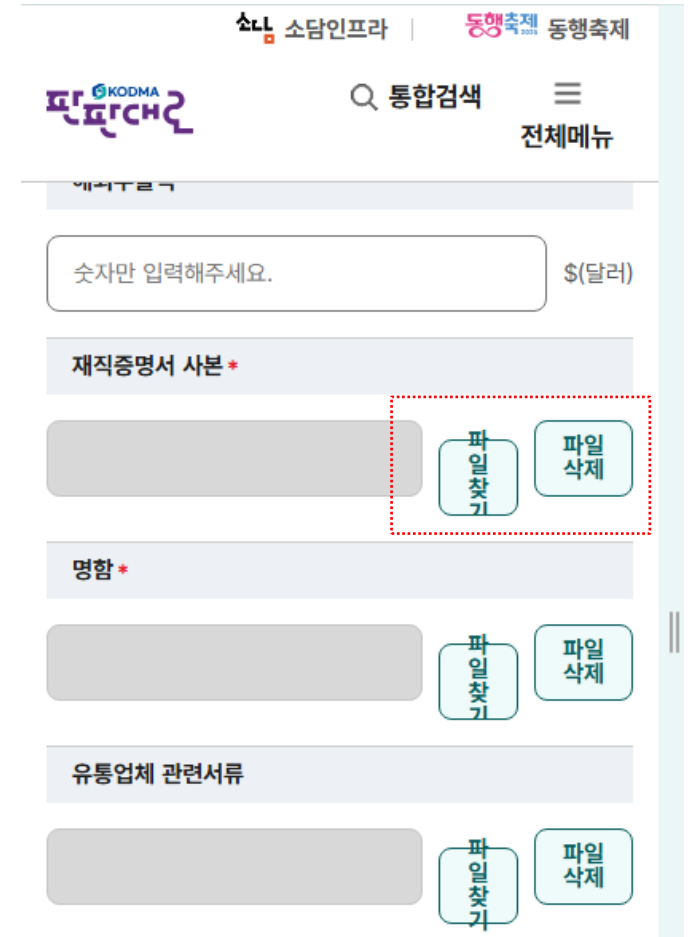 소담 소담인프라 | 동행축제 2025 동행축제
KODMA
판판대로
통합검색
전체메뉴
숫자만 입력해주세요.
$(달러)
재직증명서 사본 *
파일찾기
파일
삭제
명함 *
파일찾기
파일
삭제
유통업체 관련서류
파일찾기
파일
삭제